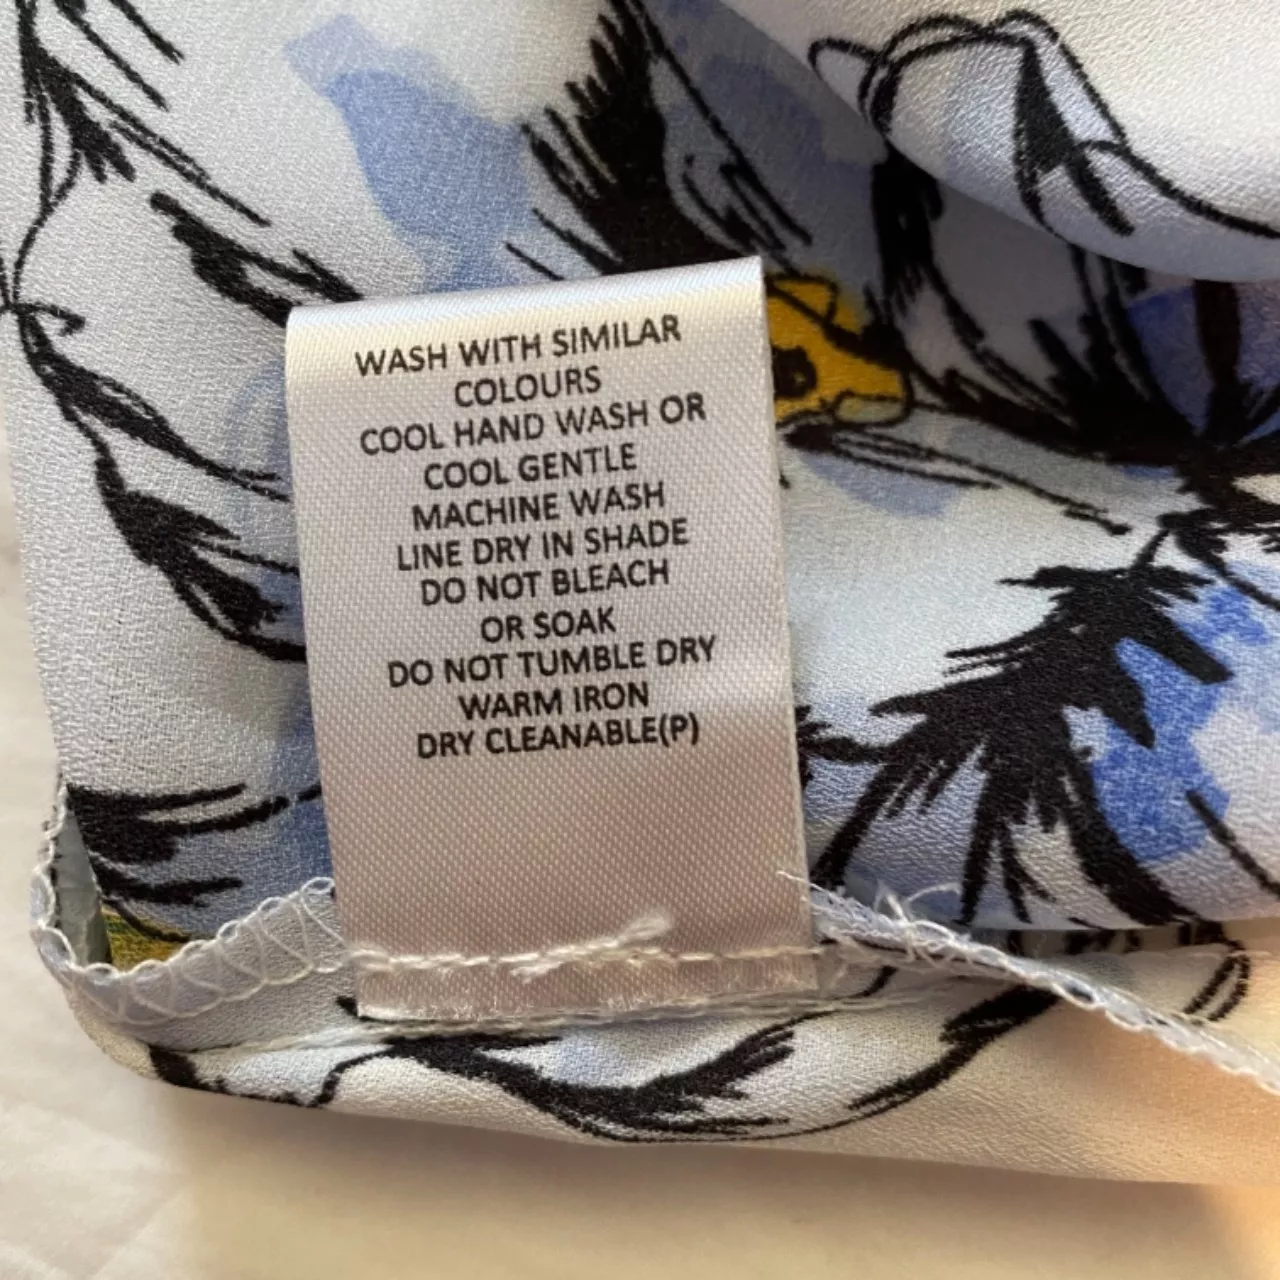 WASH WITH SIMILAR
COLOURS
COOL HAND WASH OR
COOL GENTLE
MACHINE WASH
LINE DRY IN SHADE
DO NOT BLEACH
OR SOAK
DO NOT TUMBLE DRY
WARM IRON
DRY CLEANABLE(P)